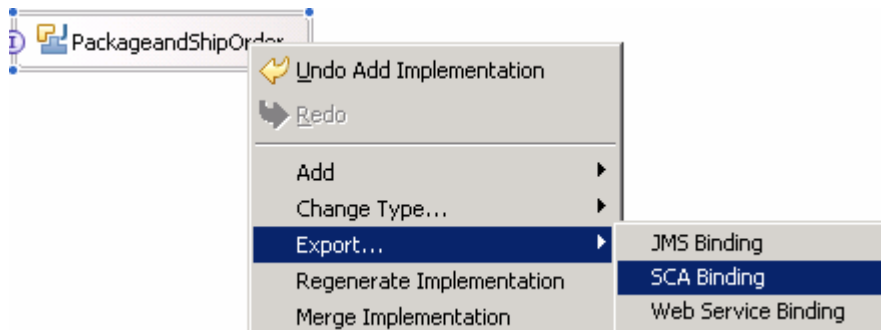 PackageandShipOrder
Undo Add Implementation
Redo
Add
Change Type...
Export...
JMS Binding
Regenerate Implementation
SCA Binding
Merge Implementation
Web Service Binding